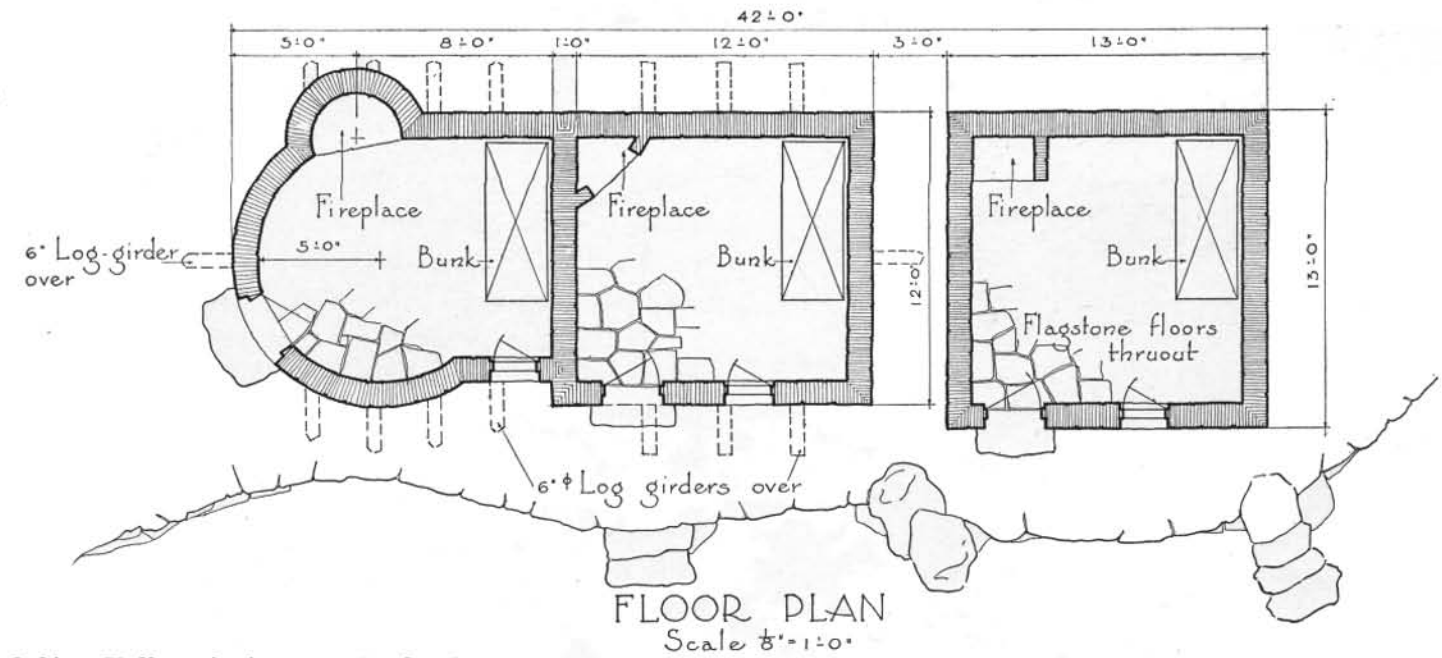 42'-0"
5'-0" 8'-0" 1'-0" 12'-0" 3'-0" 13'-0"
Fireplace
Fireplace
Fireplace
6" Log-girder
over
5'-0"
Bunk
Bunk
Bunk
12'-0"
13'-0"
Flagstone floors
thruout
6" ϕ Log girders over
FLOOR PLAN
Scale ⅛" = 1'-0"